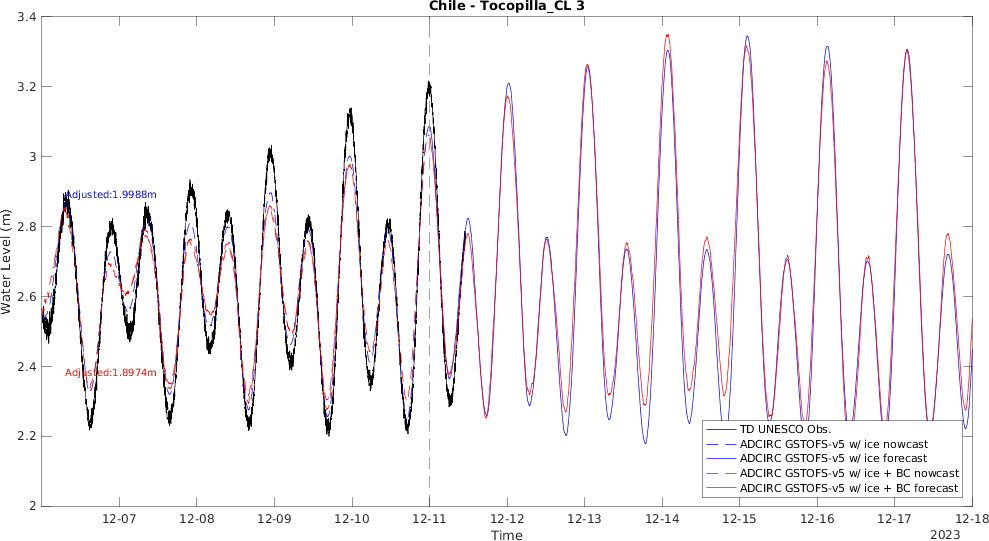 Chile - Tocopilla_CL 3
3.4
3.2
3
2.8
2.6
2.4
2.2
2
Water Level (m)
Adjusted:1.9988m
Adjusted:1.8974m
TD UNESCO Obs.
ADCIRC GSTOFS-v5 w/ ice nowcast
ADCIRC GSTOFS-v5 w/ ice forecast
ADCIRC GSTOFS-v5 w/ ice + BC nowcast
ADCIRC GSTOFS-v5 w/ ice + BC forecast
12-07 12-08 12-09 12-10 12-11 12-12 12-13 12-14 12-15 12-16 12-17 12-18
Time
2023